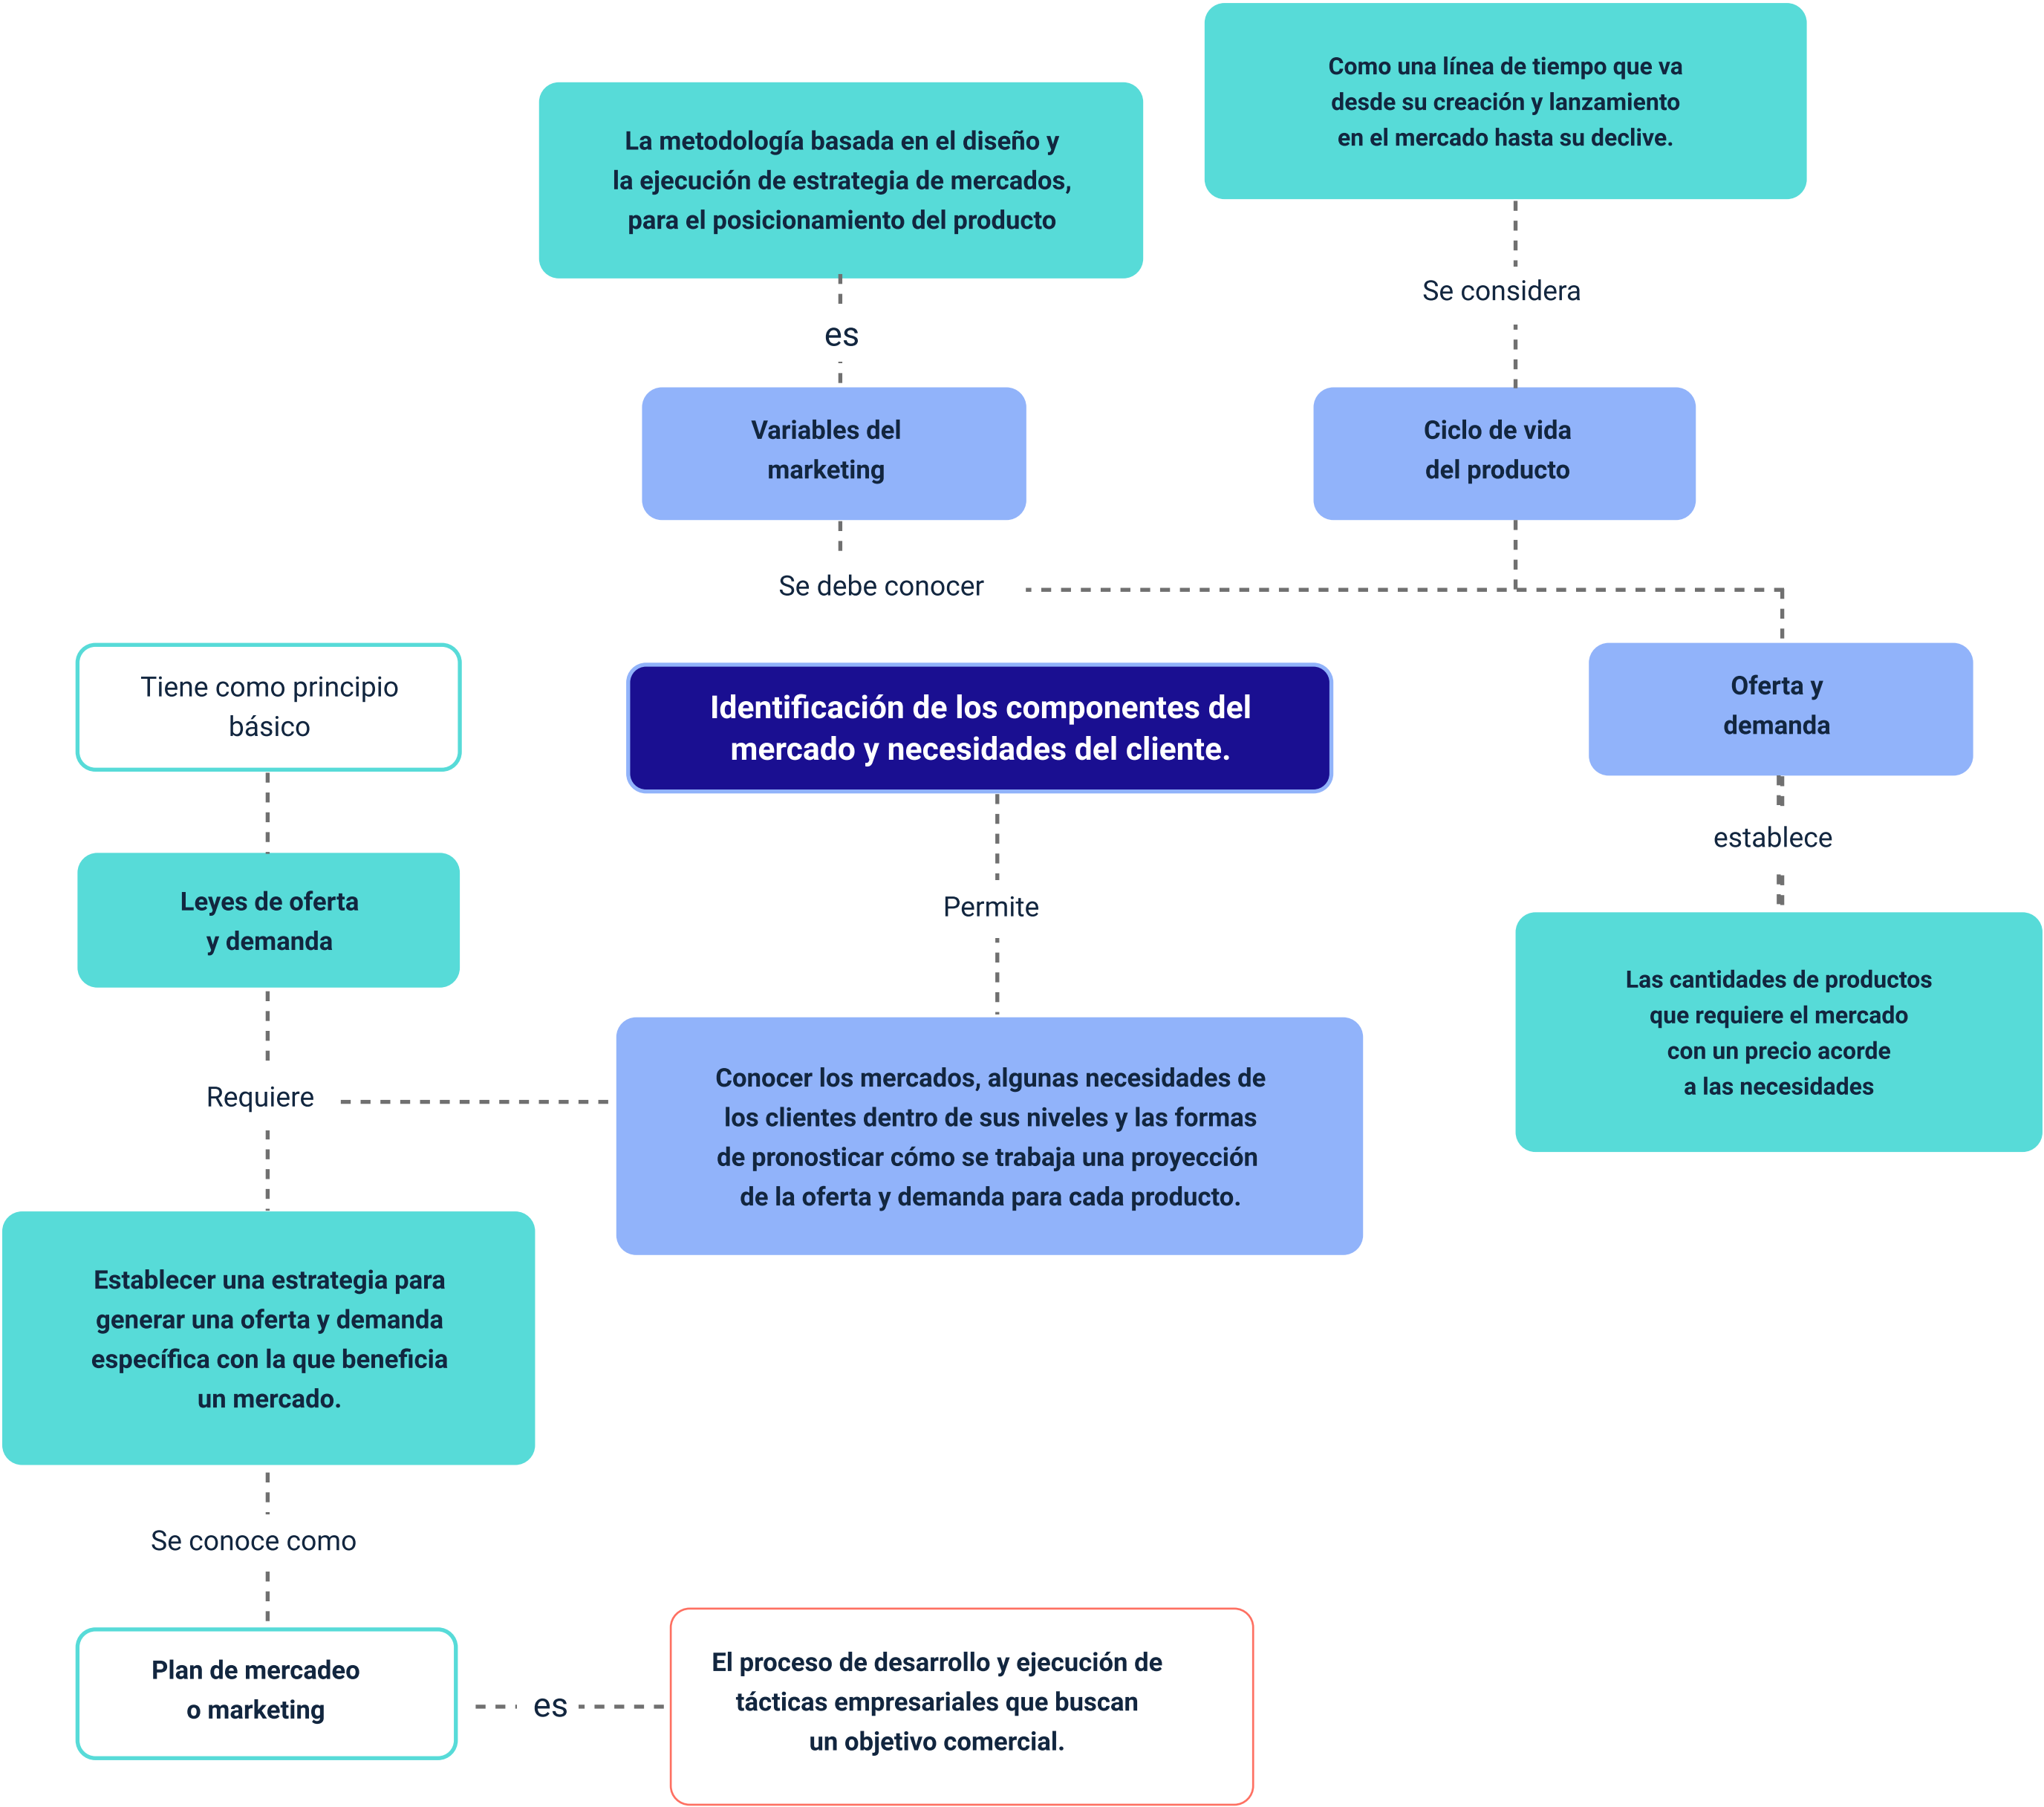 Como una línea de tiempo que va
desde su creación y lanzamiento
en el mercado hasta su declive.
La metodología basada en el diseño y
la ejecución de estrategia de mercados,
para el posicionamiento del producto
Se considera
es
Variables del
marketing
Ciclo de vida
del producto
Se debe conocer
Tiene como principio
básico
Identificación de los componentes del
mercado y necesidades del cliente.
Oferta y
demanda
establece
Leyes de oferta
y demanda
Permite
Las cantidades de productos
que requiere el mercado
con un precio acorde
a las necesidades
Requiere
Conocer los mercados, algunas necesidades de
los clientes dentro de sus niveles y las formas
de pronosticar cómo se trabaja una proyección
de la oferta y demanda para cada producto.
Establecer una estrategia para
generar una oferta y demanda
específica con la que beneficia
un mercado.
Se conoce como
Plan de mercadeo
o marketing
es
El proceso de desarrollo y ejecución de
tácticas empresariales que buscan
un objetivo comercial.